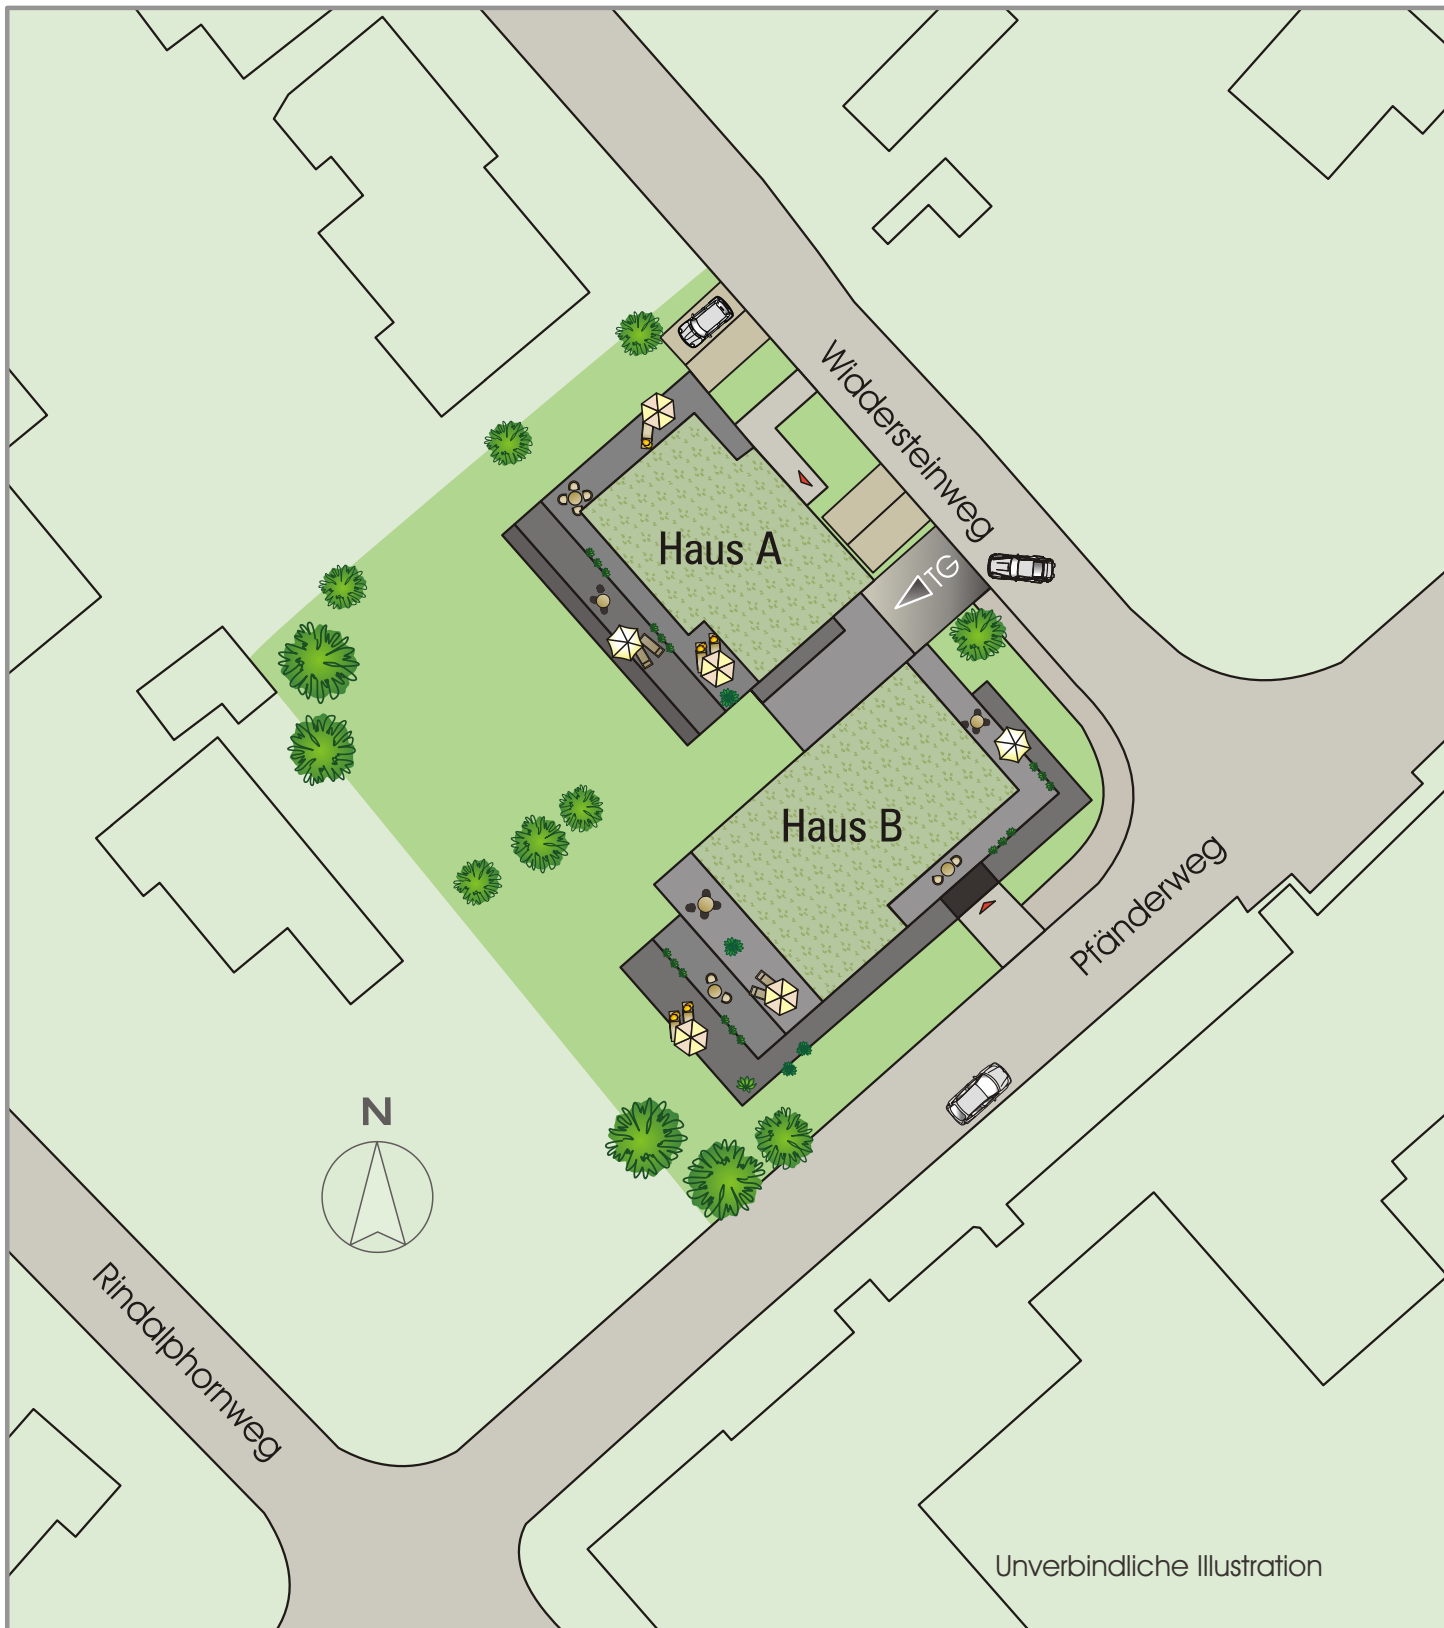 Widdersteinweg
Haus A
TG
Haus B
Pfänderweg
N
Rindalphornweg
Unverbindliche Illustration